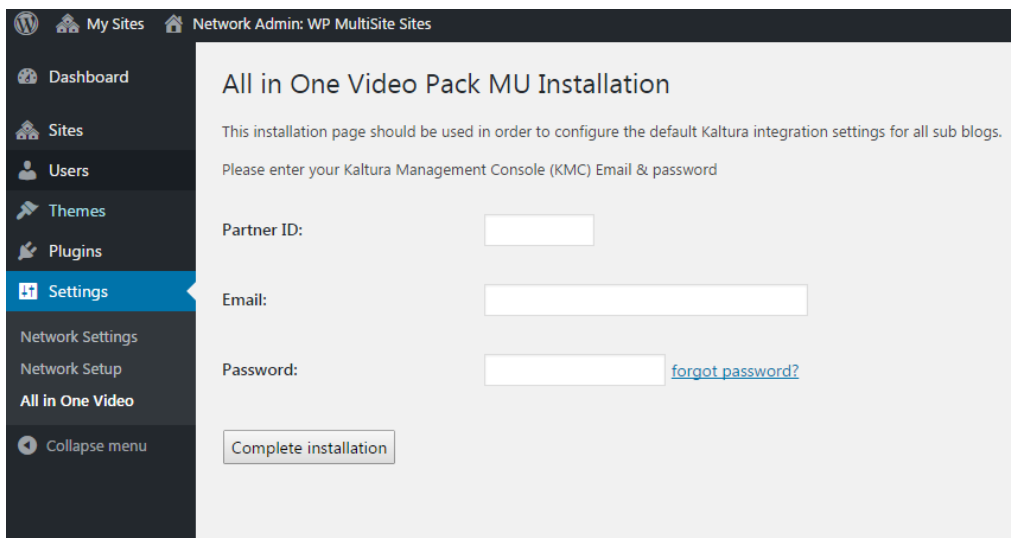 My Sites Network Admin: WP MultiSite Sites
Dashboard
Sites
Users
Themes
Plugins
Settings
Network Settings
Network Setup
All in One Video
Collapse menu
All in One Video Pack MU Installation
This installation page should be used in order to configure the default Kaltura integration settings for all sub blogs.
Please enter your Kaltura Management Console (KMC) Email & password
Partner ID:
Email:
Password: forgot password?
Complete installation